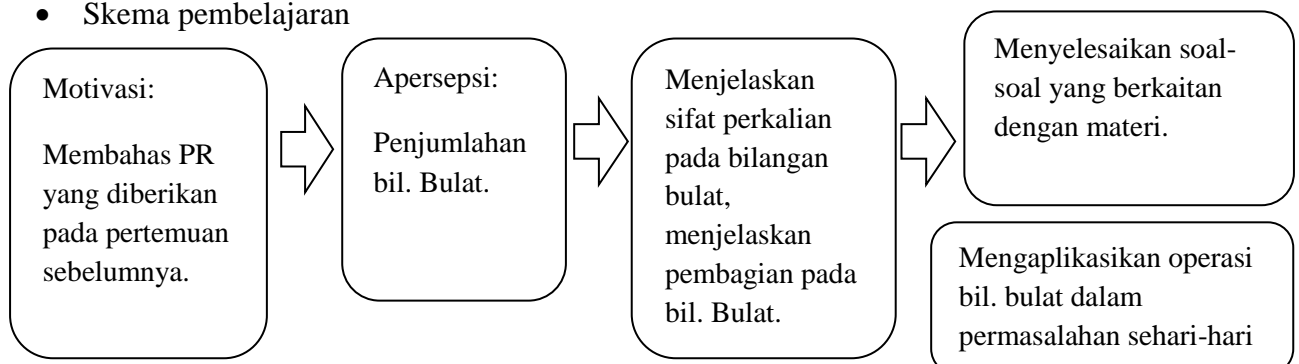 • Skema pembelajaran
Motivasi:
Membahas PR
yang diberikan
pada pertemuan
sebelumnya.
Apersepsi:
Penjumlahan
bil. Bulat.
Menjelaskan
sifat perkalian
pada bilangan
bulat,
menjelaskan
pembagian pada
bil. Bulat.
Menyelesaikan soal-
soal yang berkaitan
dengan materi.
Mengaplikasikan operasi
bil. bulat dalam
permasalahan sehari-hari